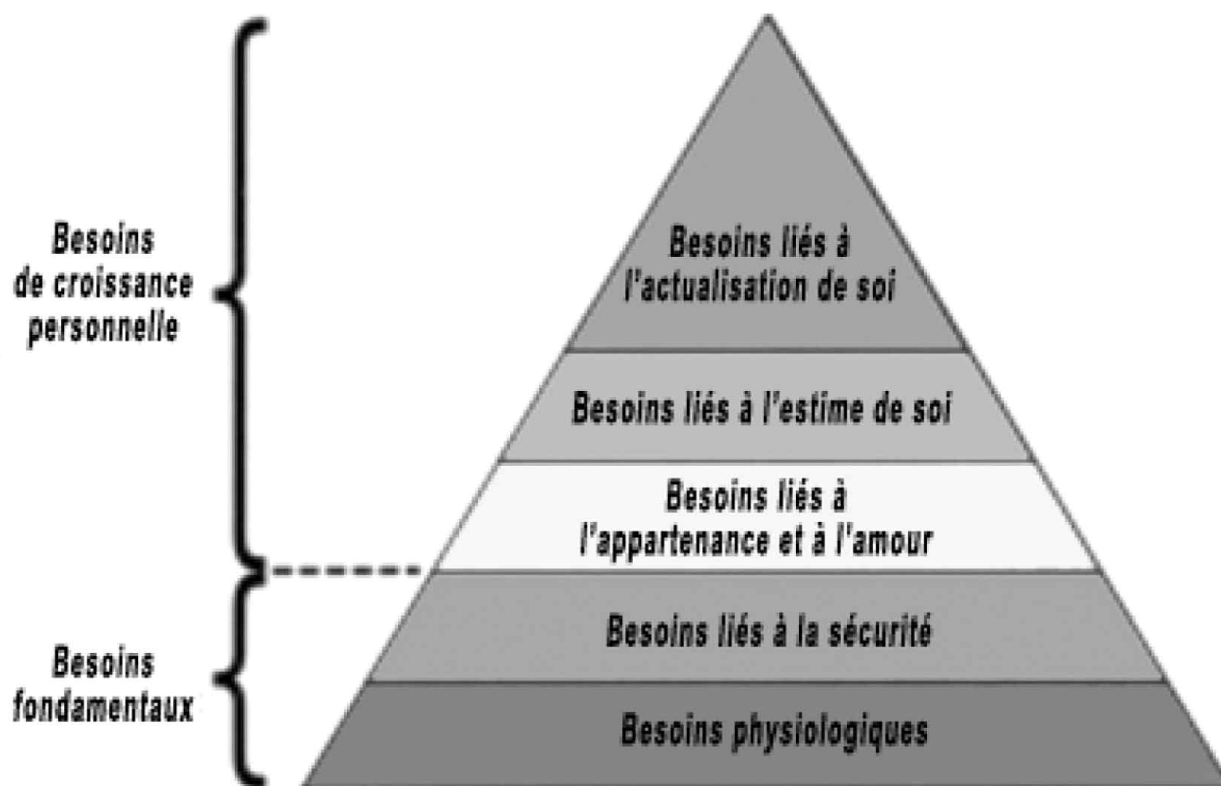 Besoins
de croissance
personnelle
Besoins liés à
l'actualisation de soi
Besoins liés à l'estime de soi
Besoins liés à
l'appartenance et à l'amour
Besoins
fondamentaux
Besoins liés à la sécurité
Besoins physiologiques